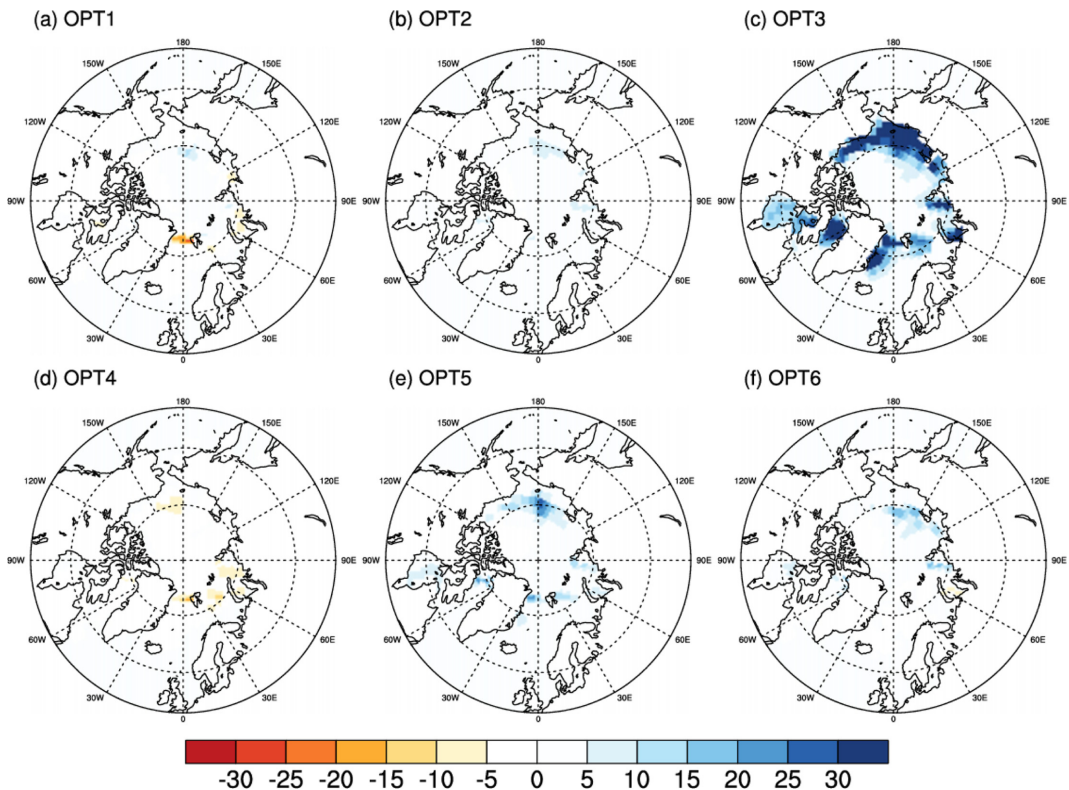 (a) OPT1 (b) OPT2 (c) OPT3
180 180 180
150W 150E 150W 150E 150W 150E
120W 120E 120W 120E 120W 120E
90W 90E 90W 90E 90W 90E
60W 60E 60W 60E 60W 60E
30W 30E 30W 30E 30W 30E
0 0 0
(d) OPT4 (e) OPT5 (f) OPT6
180 180 180
150W 150E 150W 150E 150W 150E
120W 120E 120W 120E 120W 120E
90W 90E 90W 90E 90W 90E
60W 60E 60W 60E 60W 60E
30W 30E 30W 30E 30W 30E
0 0 0
-30 -25 -20 -15 -10 -5 0 5 10 15 20 25 30